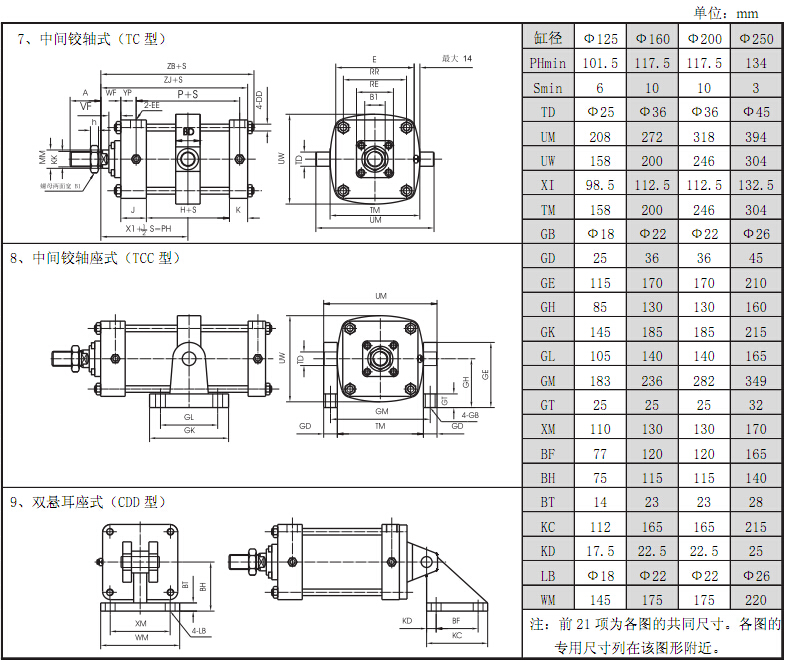 单位: mm
7、中间铰轴式（TC 型）
ZB+S
ZJ+S
A WF YP P+S
VF 2-EE 4-DD
h
BD
MM
KK
螺母两面宽 B1
J H+S K
X1+½ S=PH
E 最大 14
RR
RE
B1
UW
TD
TM
UM
8、中间铰轴座式（TCC 型）
GL
GK
UM
UW
TD
GH
GE
GT
GM 4-GB
GD TM GD
9、双悬耳座式（CDD 型）
BT
BH
XM
WM 4-LB
KD BF
KC
缸径 Φ125 Φ160 Φ200 Φ250
PHmin 101.5 117.5 117.5 134
Smin 6 10 10 3
TD Φ25 Φ36 Φ36 Φ45
UM 208 272 318 394
UW 158 200 246 304
XI 98.5 112.5 112.5 132.5
TM 158 200 246 304
GB Φ18 Φ22 Φ22 Φ26
GD 25 36 36 45
GE 115 170 170 210
GH 85 130 130 160
GK 145 185 185 215
GL 105 140 140 165
GM 183 236 282 349
GT 25 25 25 32
XM 110 130 130 170
BF 77 120 120 165
BH 75 115 115 140
BT 14 23 23 28
KC 112 165 165 215
KD 17.5 22.5 22.5 25
LB Φ18 Φ22 Φ22 Φ26
WM 145 175 175 220
注: 前 21 项为各图的共同尺寸。各图的
专用尺寸列在该图形附近。